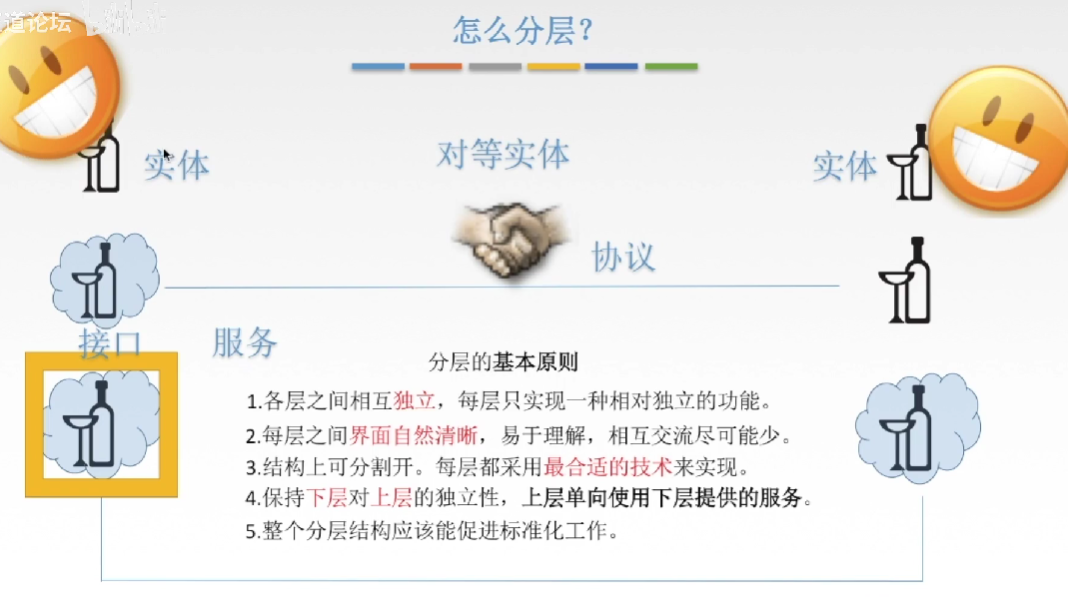 道论坛
怎么分层？
实体
对等实体
实体
协议
接口
服务
分层的基本原则
1.各层之间相互独立，每层只实现一种相对独立的功能。
2.每层之间界面自然清晰，易于理解，相互交流尽可能少。
3.结构上可分割开。每层都采用最合适的技术来实现。
4.保持下层对上层的独立性，上层单向使用下层提供的服务。
5.整个分层结构应该能促进标准化工作。